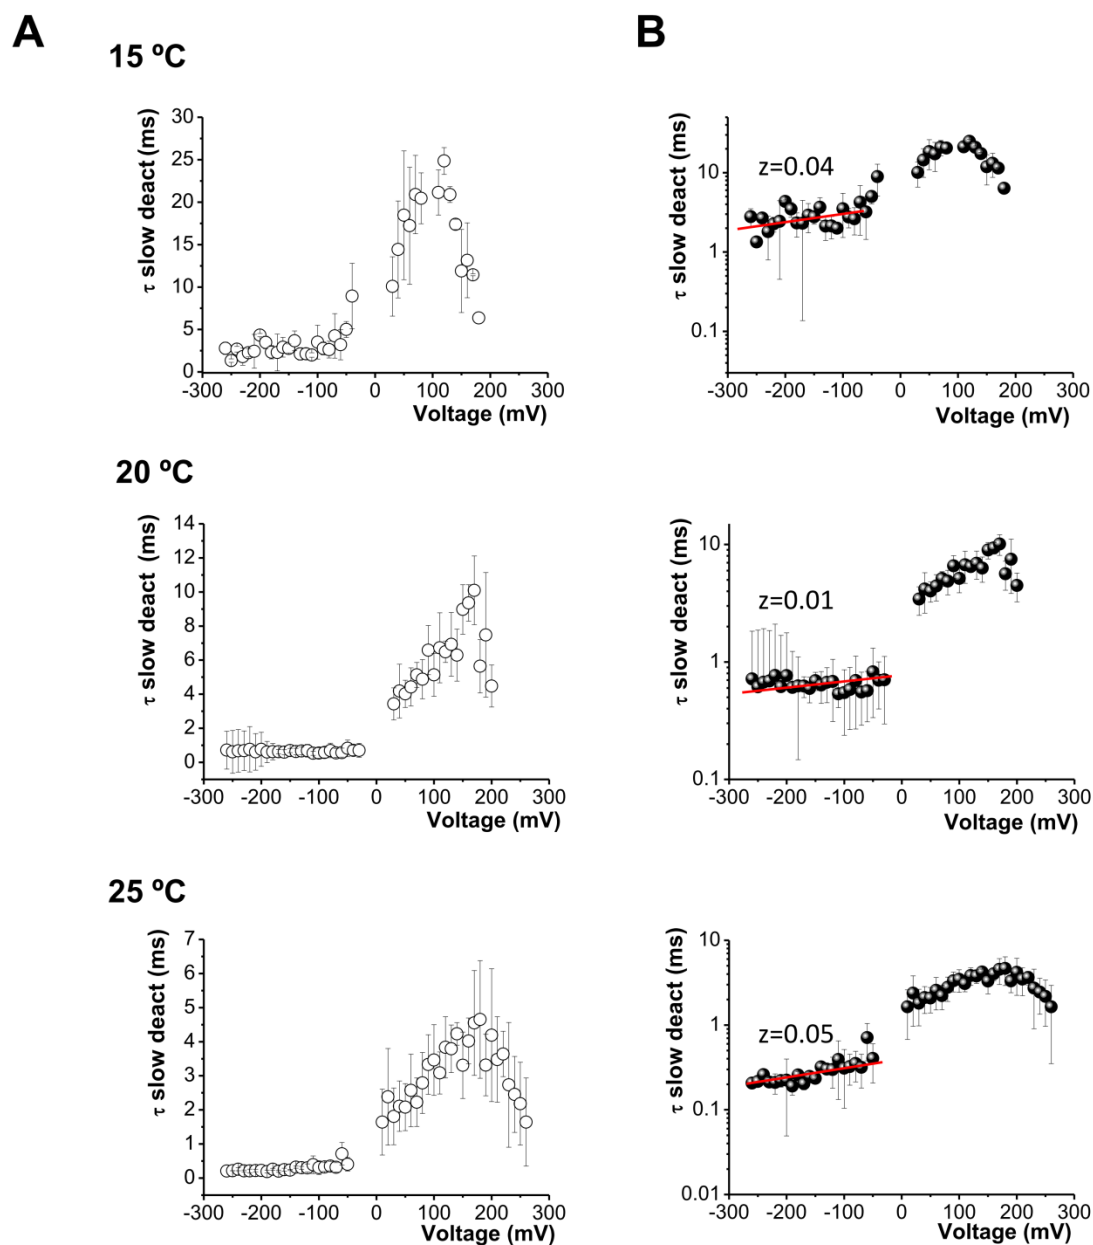 A
B
15 ºC
τ slow deact (ms)
30
25
20
15
10
5
0
-300 -200 -100 0 100 200 300
Voltage (mV)
τ slow deact (ms)
10
1
0.1
z=0.04
-300 -200 -100 0 100 200 300
Voltage (mV)
20 ºC
τ slow deact (ms)
14
12
10
8
6
4
2
0
-300 -200 -100 0 100 200 300
Voltage (mV)
τ slow deact (ms)
10
1
0.1
z=0.01
-300 -200 -100 0 100 200 300
Voltage (mV)
25 ºC
τ slow deact (ms)
7
6
5
4
3
2
1
0
-300 -200 -100 0 100 200 300
Voltage (mV)
τ slow deact (ms)
10
1
0.1
0.01
z=0.05
-300 -200 -100 0 100 200 300
Voltage (mV)